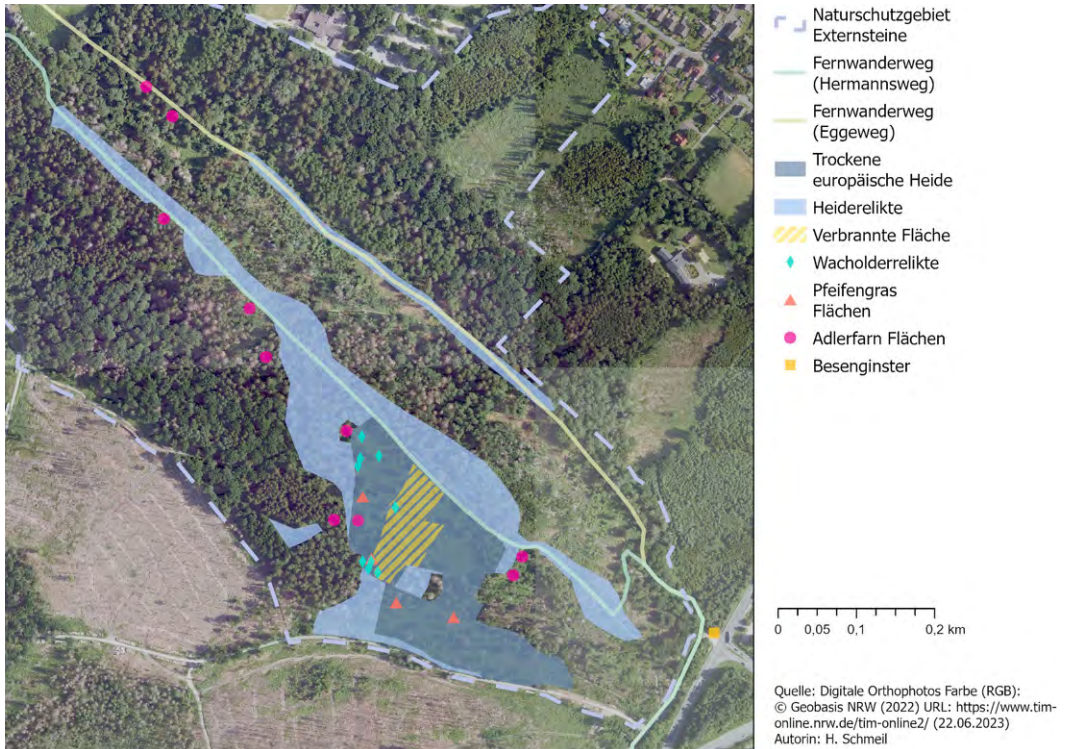 Naturschutzgebiet
Externsteine
Fernwanderweg
(Hermannsweg)
Fernwanderweg
(Eggeweg)
Trockene
europäische Heide
Heiderelikte
Verbrannte Fläche
Wacholderrelikte
Pfeifengras
Flächen
Adlerfarn Flächen
Besenginster
0 0,05 0,1 0,2 km
Quelle: Digitale Orthophotos Farbe (RGB):
© Geobasis NRW (2022) URL: https://www.tim-
online.nrw.de/tim-online2/ (22.06.2023)
Autorin: H. Schmeil